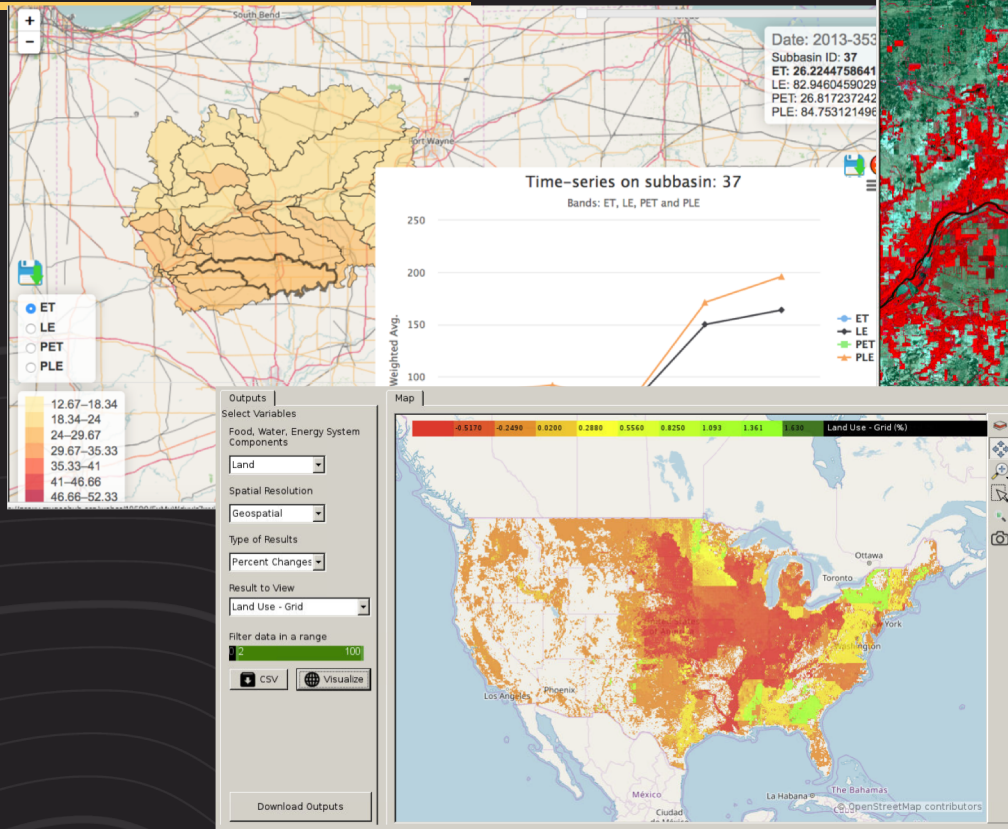 +
−
South Bend
Fort Wayne
Date: 2013-353
Subbasin ID: 37
ET: 26.2244758641
LE: 82.9460459029
PET: 26.817237242
PLE: 84.753121496
Time-series on subbasin: 37
Bands: ET, LE, PET and PLE
250
200
150
100
Weighted Avg.
ET
LE
PET
PLE
ET
LE
PET
PLE
12.67—18.34
18.34—24
24—29.67
29.67—35.33
35.33—41
41—46.66
46.66—52.33
Outputs
Select Variables
Food, Water, Energy System
Components
Land
Spatial Resolution
Geospatial
Type of Results
Percent Changes
Result to View
Land Use - Grid
Filter data in a range
0 2 100
CSV
Visualize
Download Outputs
Map
-0.5170 -0.2490 0.0200 0.2880 0.5560 0.8250 1.093 1.361 1.630 Land Use - Grid (%)
Ottawa
Toronto
York
Washington
Los Angeles
Phoenix
México
Ciudad
La Habana
The Bahamas
© OpenStreetMap contributors